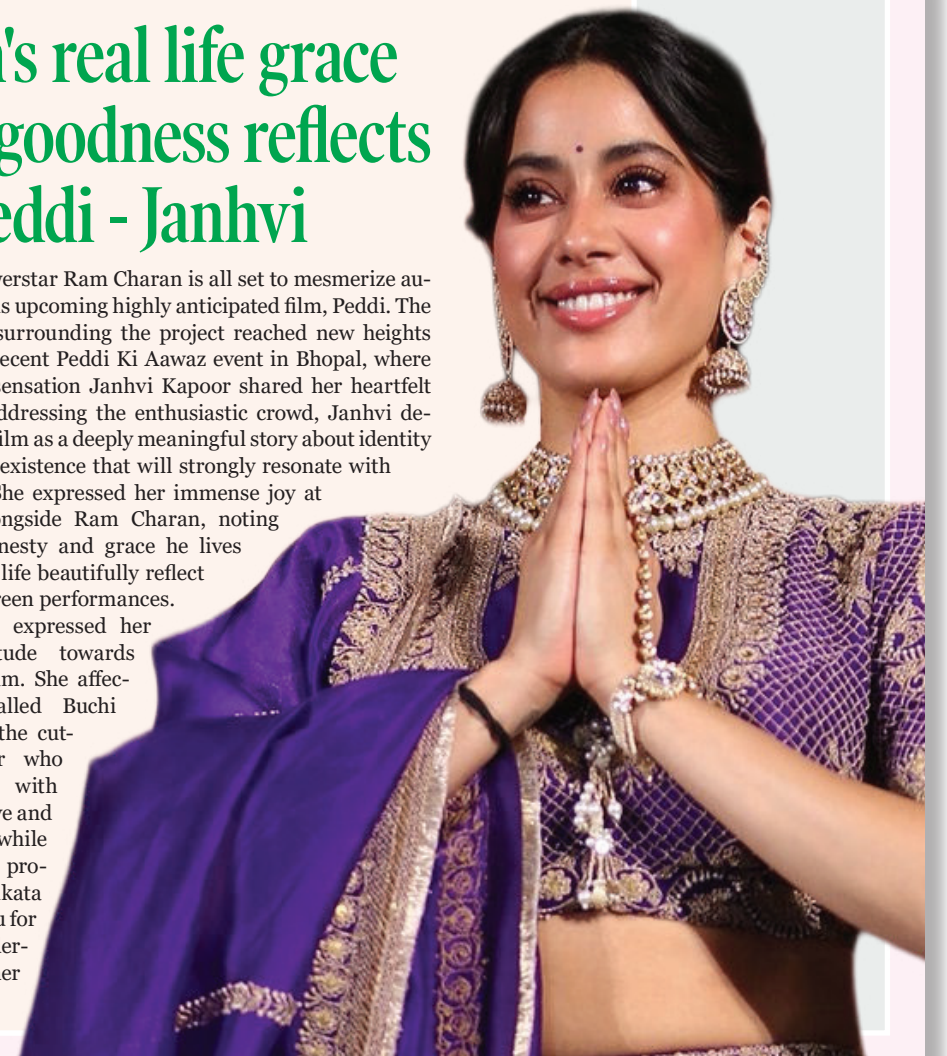 's real life grace
goodness reflects
eddi - Janhvi
verstar Ram Charan is all set to mesmerize au-
s upcoming highly anticipated film, Peddi. The
surrounding the project reached new heights
ecent Peddi Ki Aawaz event in Bhopal, where
sensation Janhvi Kapoor shared her heartfelt
ddressing the enthusiastic crowd, Janhvi de-
ilm as a deeply meaningful story about identity
existence that will strongly resonate with
She expressed her immense joy at
ongside Ram Charan, noting
nesty and grace he lives
life beautifully reflect
reen performances.
expressed her
tude towards
m. She affec-
alled Buchi
the cut-
r who
with
ve and
while
pro-
kata
u for
her-
her